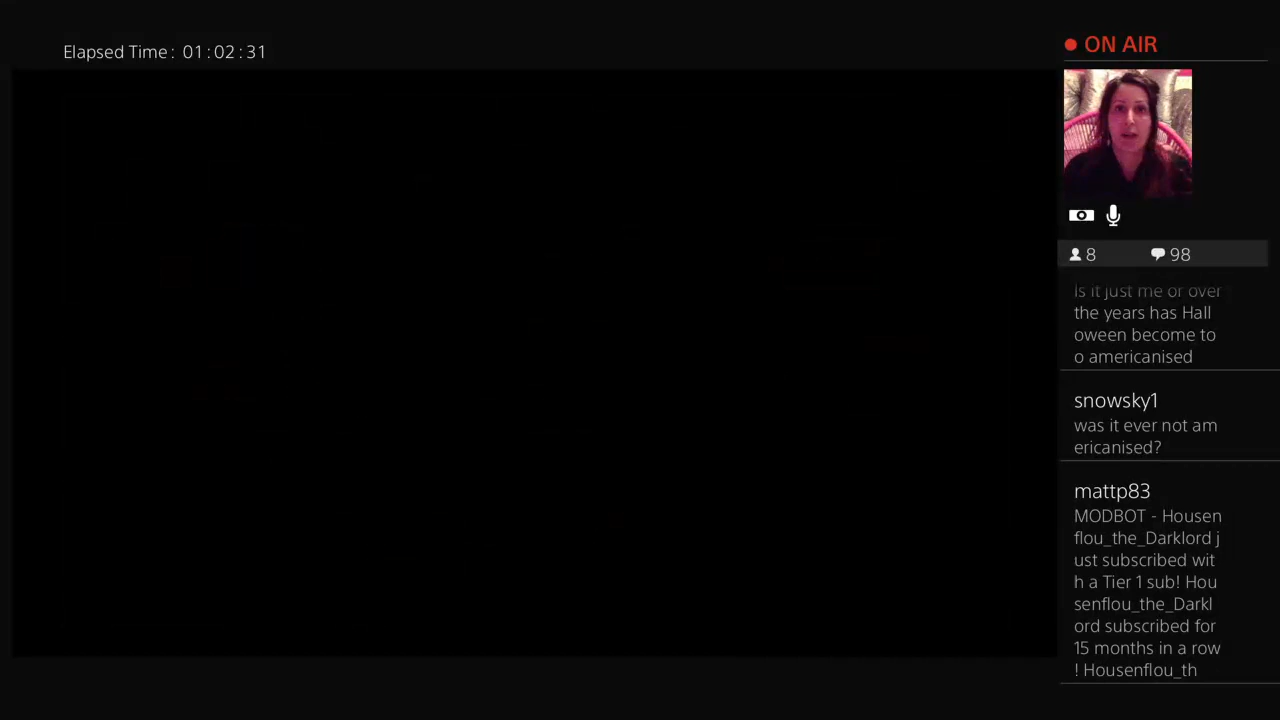 Elapsed Time: 01:02:31
ON AIR
8
98
Is it just me or over
the years has Hall
oween become to
o americanised
snowsky1
was it ever not am
ericanised?
mattp83
MODBOT - Housen
flou_the_Darklord j
ust subscribed wit
h a Tier 1 sub! Hou
senflou_the_Darkl
ord subscribed for
15 months in a row
! Housenflou_th